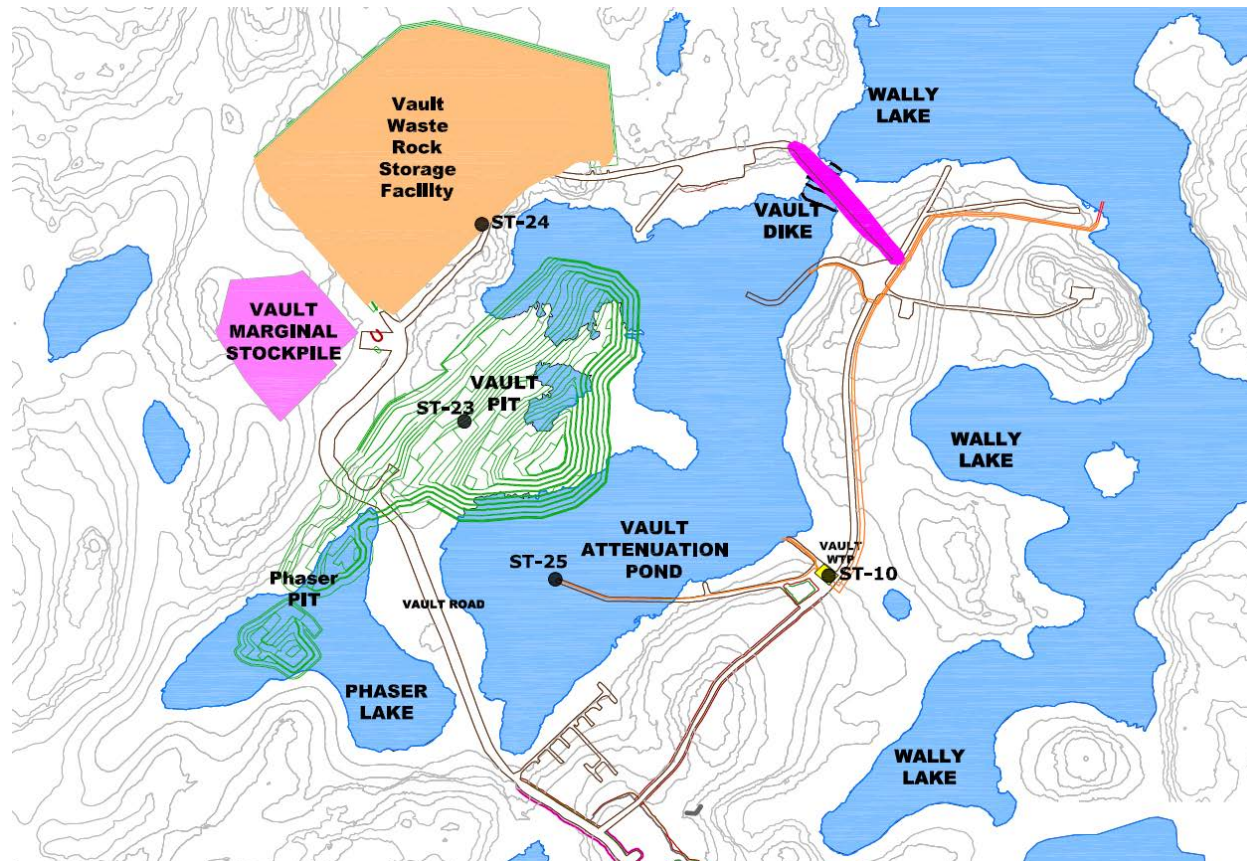 Vault
Waste
Rock
Storage
Facility
WALLY
LAKE
VAULT
DIKE
ST-24
VAULT
MARGINAL
STOCKPILE
VAULT
PIT
ST-23
WALLY
LAKE
VAULT
ATTENUATION
POND
VAULT
WTP
ST-25
ST-10
Phaser
PIT
VAULT ROAD
PHASER
LAKE
WALLY
LAKE